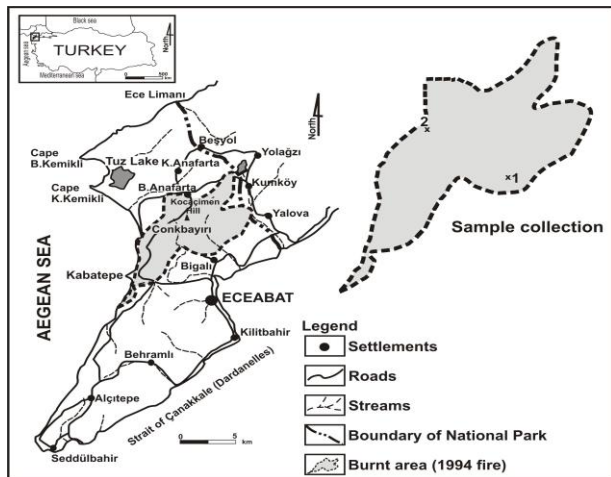 Black sea
Aegean sea
TURKEY
North
Mediterranean sea
0 500
km
Ece Limanı
North
Beşyol
Yolağzı
Cape
B.Kemikli
Tuz Lake
K.Anafarta
Kumköy
Cape
K.Kemikli
B.Anafarta
Kocaçimen
Hill
Yalova
Conkbayırı
Kabatepe
Bigalı
AEGEAN SEA
ECEABAT
Kilitbahir
Behramlı
Alçıtepe
Strait of Çanakkale (Dardanelles)
0 5
km
Seddülbahir
2
1
Sample collection
Legend
Settlements
Roads
Streams
Boundary of National Park
Burnt area (1994 fire)